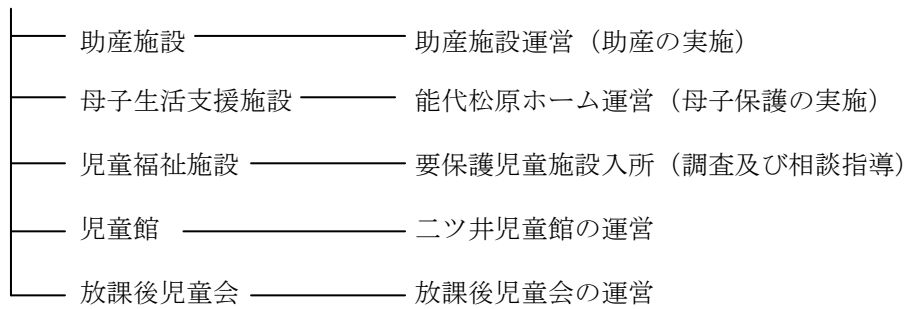 助産施設 助産施設運営（助産の実施）
母子生活支援施設 能代松原ホーム運営（母子保護の実施）
児童福祉施設 要保護児童施設入所（調査及び相談指導）
児童館 二ツ井児童館の運営
放課後児童会 放課後児童会の運営